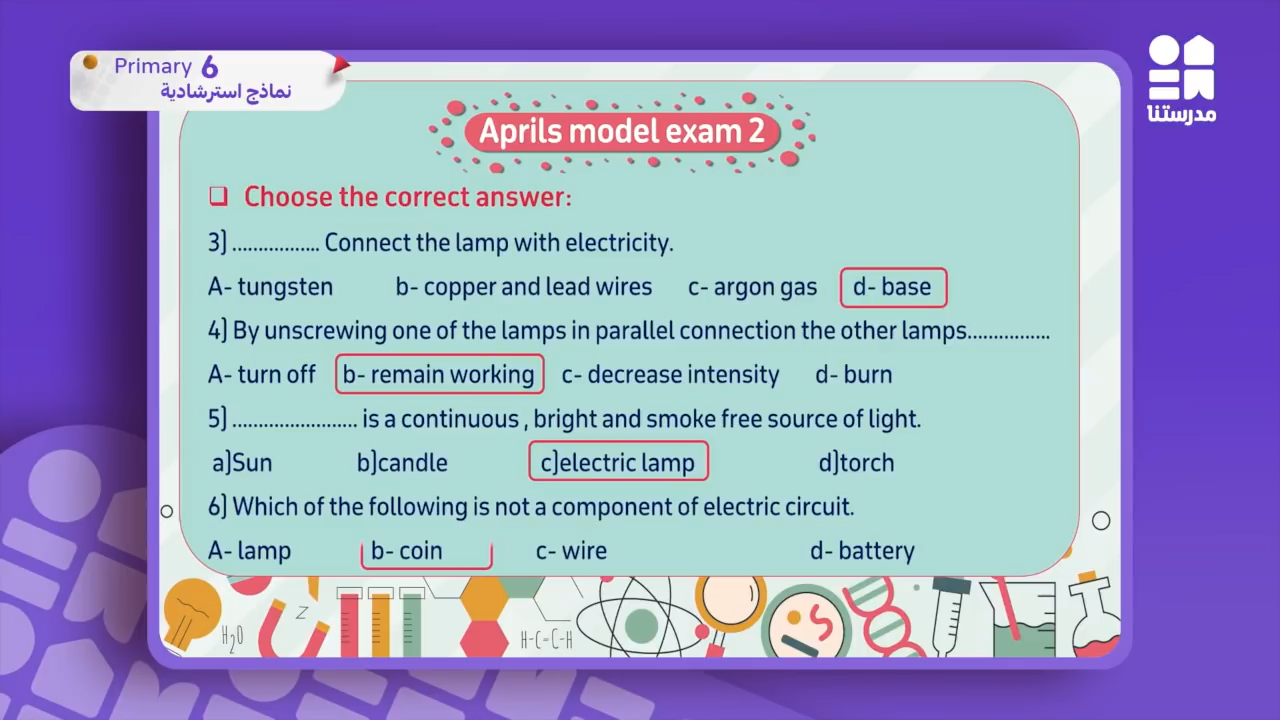 Primary 6
نماذج استرشادية
مدرستنا
Aprils model exam 2
❑ Choose the correct answer:
3) ................. Connect the lamp with electricity.
A- tungsten b- copper and lead wires c- argon gas d- base
4) By unscrewing one of the lamps in parallel connection the other lamps................
A- turn off b- remain working c- decrease intensity d- burn
5) ........................ is a continuous , bright and smoke free source of light.
a)Sun b)candle c)electric lamp d)torch
6) Which of the following is not a component of electric circuit.
A- lamp b- coin c- wire d- battery
H₂O
Z
H-C=C-H